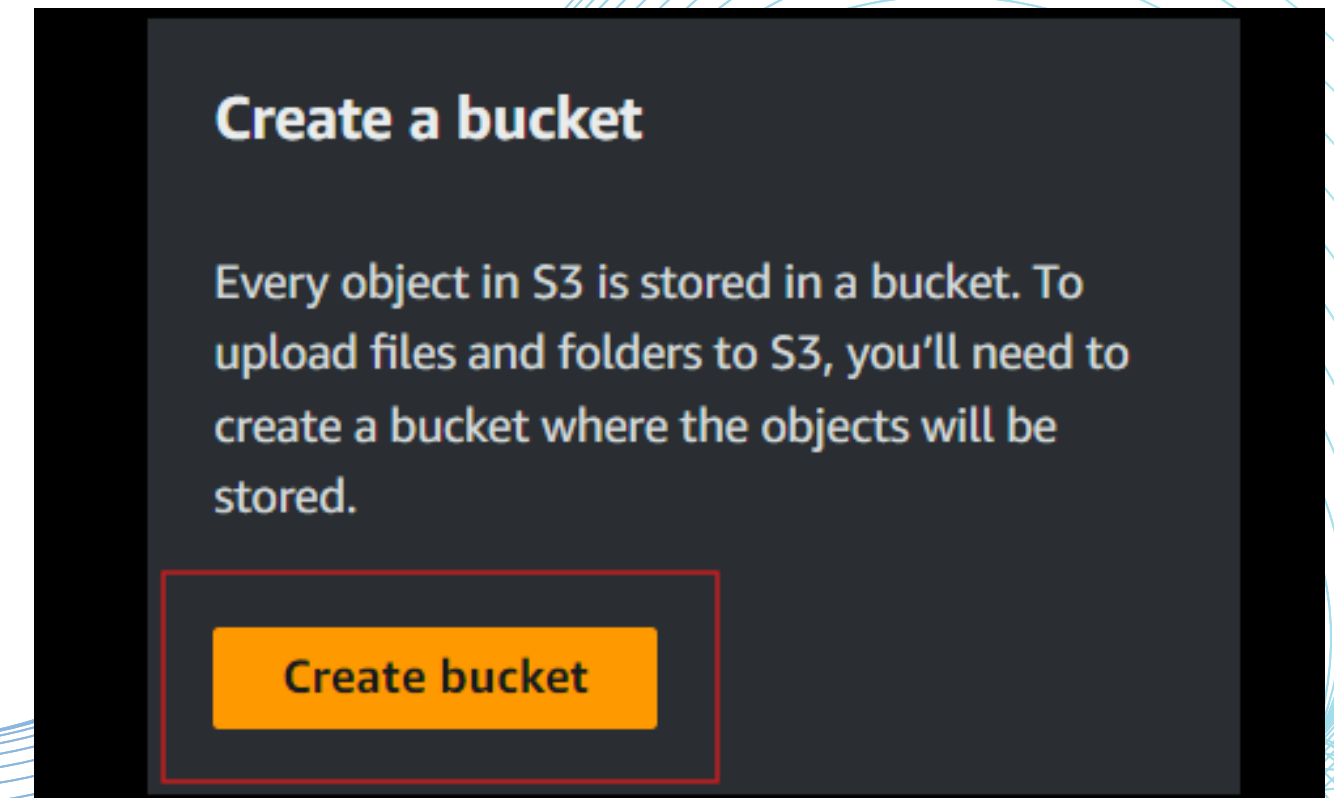 Create a bucket
Every object in S3 is stored in a bucket. To
upload files and folders to S3, you’ll need to
create a bucket where the objects will be
stored.
Create bucket